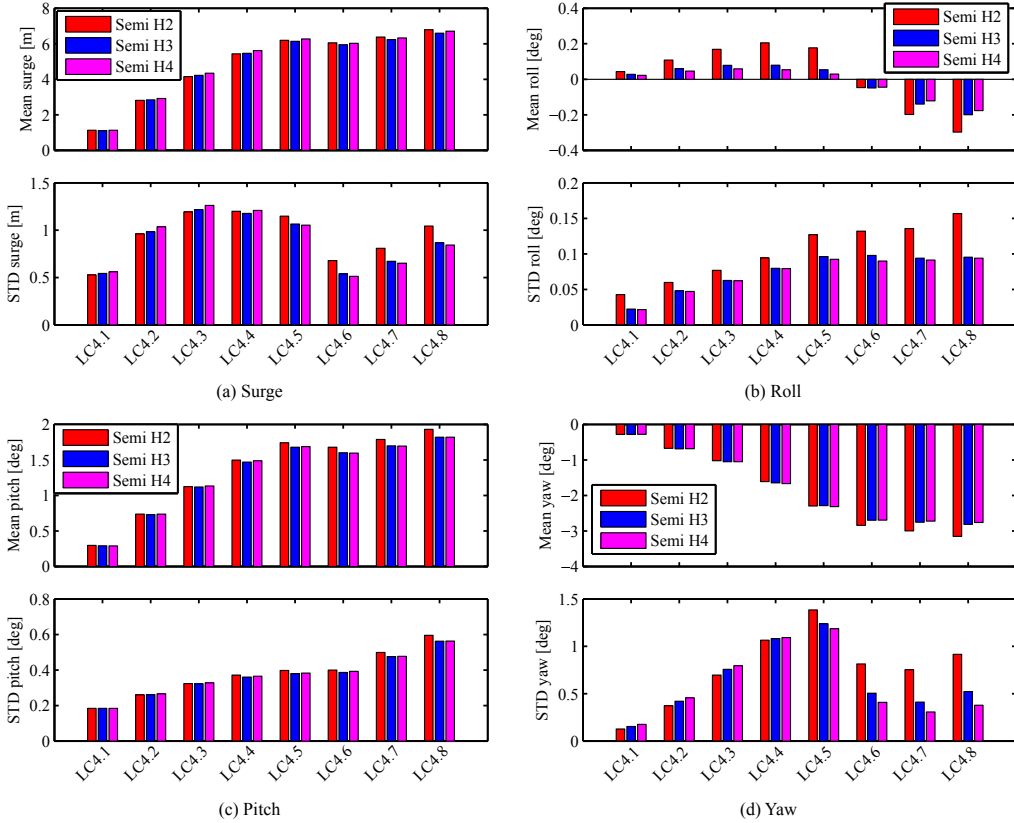 Mean surge [m]
8
6
4
2
0
Semi H2
Semi H3
Semi H4
STD surge [m]
1.5
1
0.5
0
LC4.1
LC4.2
LC4.3
LC4.4
LC4.5
LC4.6
LC4.7
LC4.8
(a) Surge
Mean roll [deg]
0.4
0.2
0
−0.2
−0.4
Semi H2
Semi H3
Semi H4
STD roll [deg]
0.2
0.15
0.1
0.05
0
LC4.1
LC4.2
LC4.3
LC4.4
LC4.5
LC4.6
LC4.7
LC4.8
(b) Roll
Mean pitch [deg]
2
1.5
1
0.5
0
Semi H2
Semi H3
Semi H4
STD pitch [deg]
0.8
0.6
0.4
0.2
0
LC4.1
LC4.2
LC4.3
LC4.4
LC4.5
LC4.6
LC4.7
LC4.8
(c) Pitch
Mean yaw [deg]
0
−1
−2
−3
−4
Semi H2
Semi H3
Semi H4
STD yaw [deg]
1.5
1
0.5
0
LC4.1
LC4.2
LC4.3
LC4.4
LC4.5
LC4.6
LC4.7
LC4.8
(d) Yaw